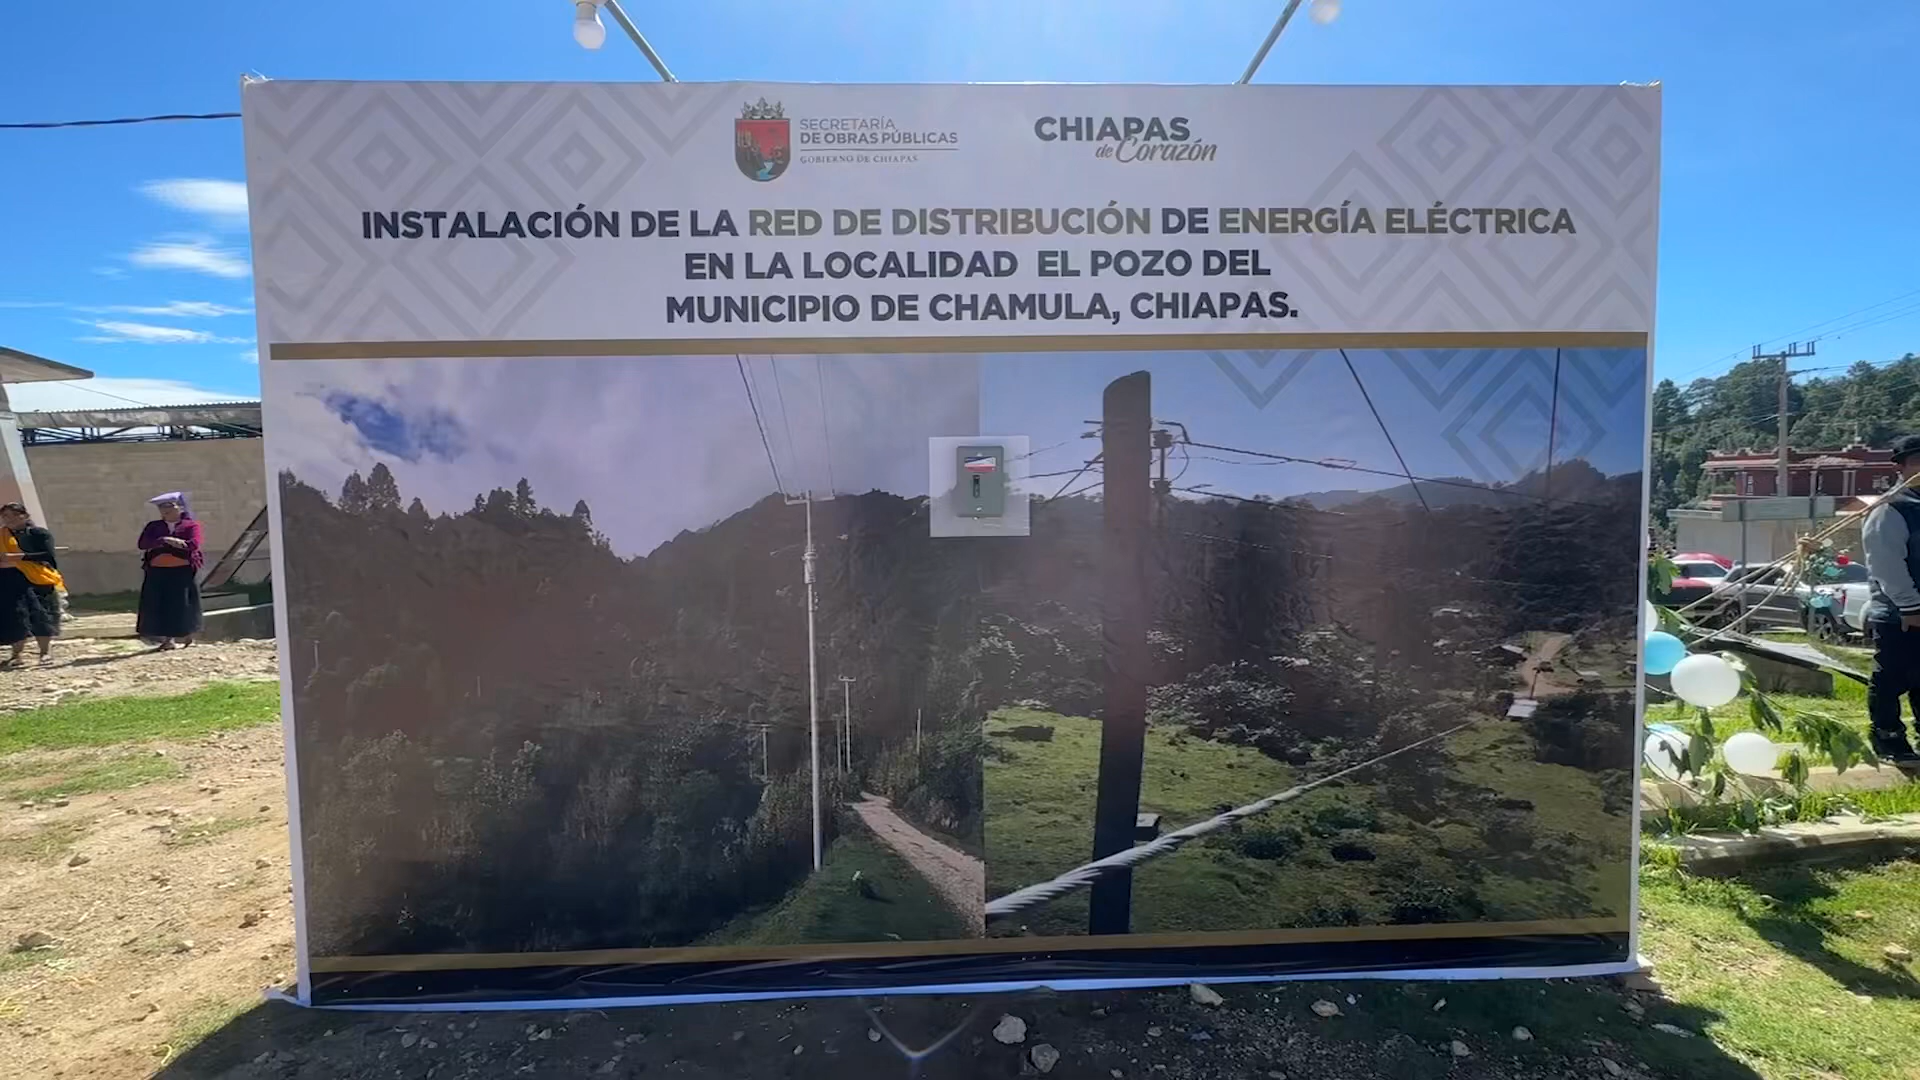 SECRETARÍA
DE OBRAS PÚBLICAS
GOBIERNO DE CHIAPAS
CHIAPAS
de Corazón
INSTALACIÓN DE LA RED DE DISTRIBUCIÓN DE ENERGÍA ELÉCTRICA
EN LA LOCALIDAD EL POZO DEL
MUNICIPIO DE CHAMULA, CHIAPAS.